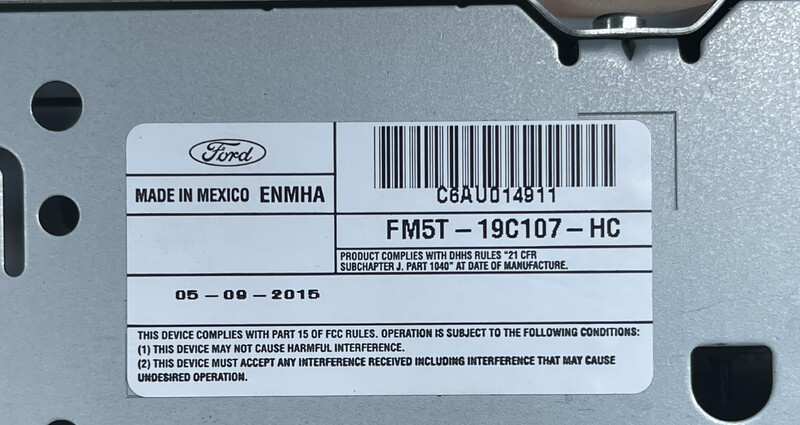 Ford
MADE IN MEXICO ENMHA
C6AU014911
FM5T-19C107-HC
PRODUCT COMPLIES WITH DHHS RULES "21 CFR
SUBCHAPTER J. PART 1040" AT DATE OF MANUFACTURE.
05-09-2015
THIS DEVICE COMPLIES WITH PART 15 OF FCC RULES. OPERATION IS SUBJECT TO THE FOLLOWING CONDITIONS:
(1) THIS DEVICE MAY NOT CAUSE HARMFUL INTERFERENCE.
(2) THIS DEVICE MUST ACCEPT ANY INTERFERENCE RECEIVED INCLUDING INTERFERENCE THAT MAY CAUSE
UNDESIRED OPERATION.